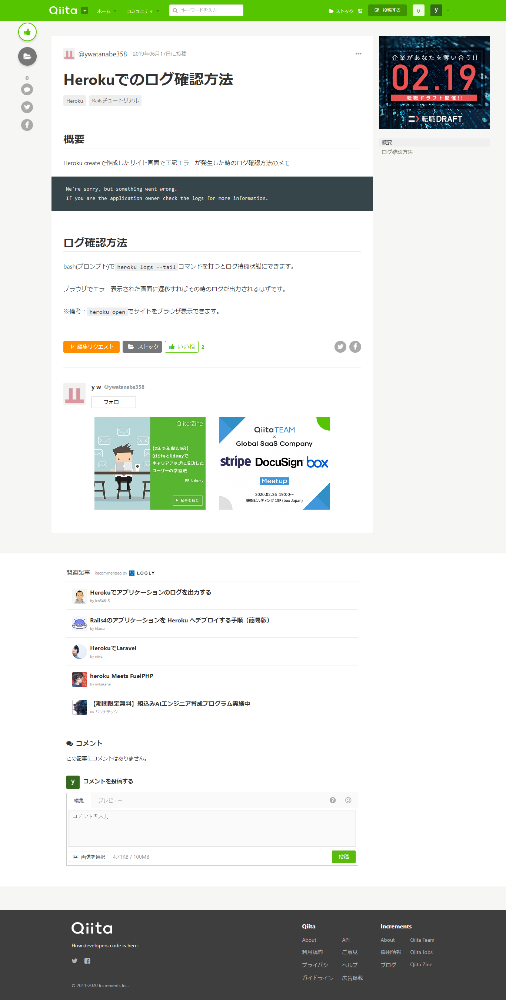 Qiita
ホーム
コミュニティ
キーワードを入力
ストック一覧
投稿する
0
y
0
@ywatanabe358 2019年06月17日に投稿
Herokuでのログ確認方法
Heroku
Railsチュートリアル
概要
Heroku createで作成したサイト画面で下記エラーが発生した時のログ確認方法のメモ
We're sorry, but something went wrong.
If you are the application owner check the logs for more information.
ログ確認方法
bash(プロンプト)で heroku logs --tail コマンドを打つとログ待機状態にできます。
ブラウザでエラー表示された画面に遷移すればその時のログが出力されるはずです。
※備考：heroku open でサイトをブラウザ表示できます。
編集リクエスト
ストック
いいね 2
y w @ywatanabe358
フォロー
Qiita:Zine
【2年で年収2.5倍】
QiitaとUdemyで
キャリアアップに成功した
ユーザーの学習法
PR Udemy
記事を読む
Qiita TEAM
×
Global SaaS Company
stripe DocuSign box
Meetup
2020.02.26 19:00〜
鉄鋼ビルディング 15F (box Japan)
企業があなたを奪い合う!!
02.19
転職ドラフト開催!!
転職DRAFT
概要
ログ確認方法
関連記事 Recommended by LOGLY
Herokuでアプリケーションのログを出力する
by icb54615
Rails4のアプリケーションを Heroku へデプロイする手順（簡易版）
by hkusu
HerokuでLaravel
by niiyz
heroku Meets FuelPHP
by mikakane
【期間限定無料】組込みAIエンジニア育成プログラム実施中
PR パソナテック
コメント
この記事にコメントはありません。
y コメントを投稿する
編集
プレビュー
コメントを入力
画像を選択 4.71KB / 100MB
投稿
Qiita
How developers code is here.
© 2011-2020 Increments Inc.
Qiita
About
利用規約
プライバシー
ガイドライン
API
ご意見
ヘルプ
広告掲載
Increments
About
採用情報
ブログ
Qiita Team
Qiita Jobs
Qiita Zine